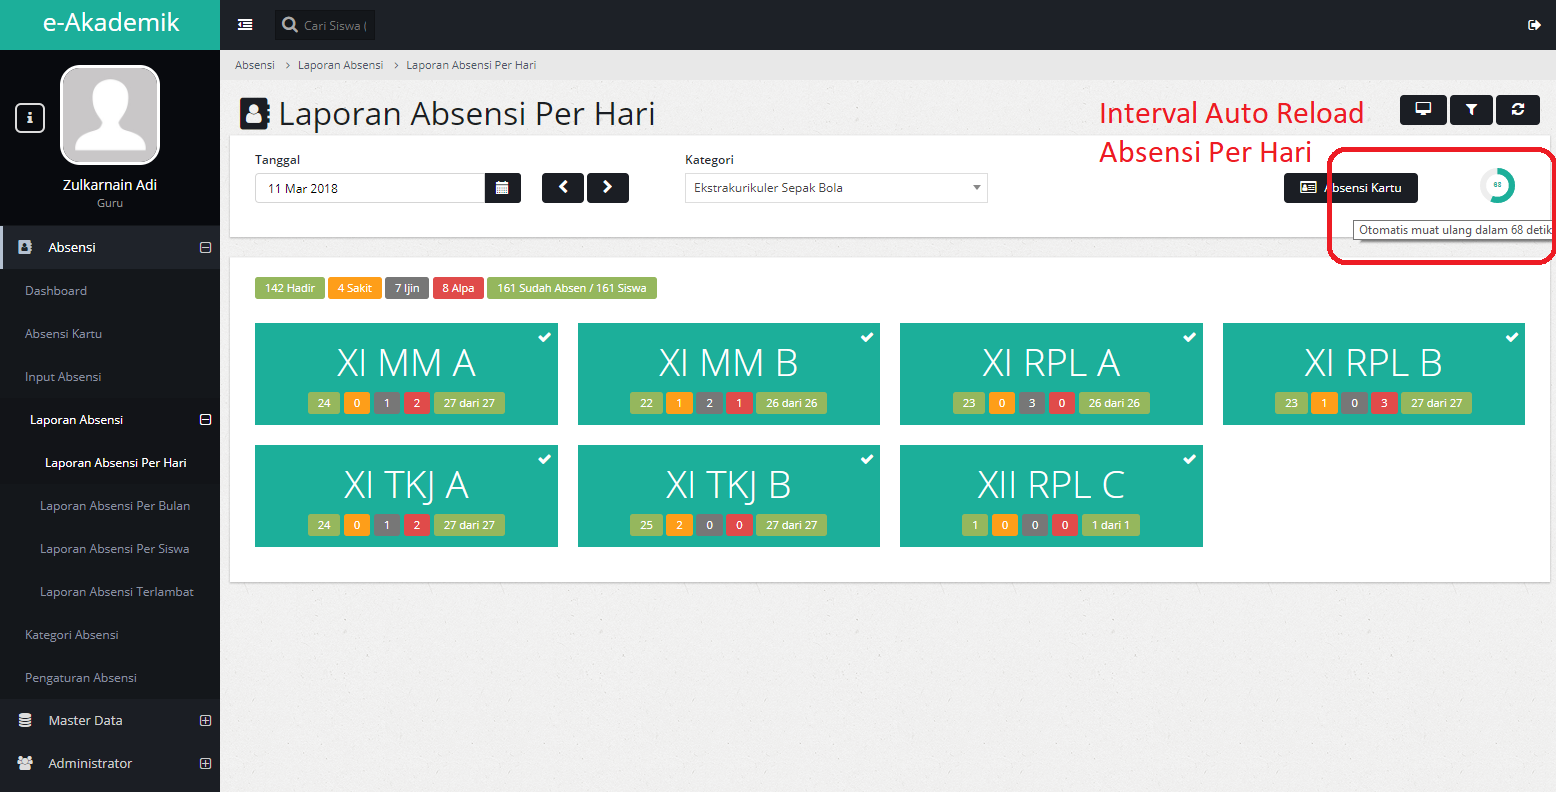 e-Akademik
Cari Siswa (
Zulkarnain Adi
Guru
Absensi
Dashboard
Absensi Kartu
Input Absensi
Laporan Absensi
Laporan Absensi Per Hari
Laporan Absensi Per Bulan
Laporan Absensi Per Siswa
Laporan Absensi Terlambat
Kategori Absensi
Pengaturan Absensi
Master Data
Administrator
Absensi > Laporan Absensi > Laporan Absensi Per Hari
Laporan Absensi Per Hari
Interval Auto Reload
Absensi Per Hari
Tanggal
11 Mar 2018
Kategori
Ekstrakurikuler Sepak Bola
Absensi Kartu
68
Otomatis muat ulang dalam 68 detik
142 Hadir 4 Sakit 7 Ijin 8 Alpa 161 Sudah Absen / 161 Siswa
XI MM A
24 0 1 2 27 dari 27
XI MM B
22 1 2 1 26 dari 26
XI RPL A
23 0 3 0 26 dari 26
XI RPL B
23 1 0 3 27 dari 27
XI TKJ A
24 0 1 2 27 dari 27
XI TKJ B
25 2 0 0 27 dari 27
XII RPL C
1 0 0 0 1 dari 1